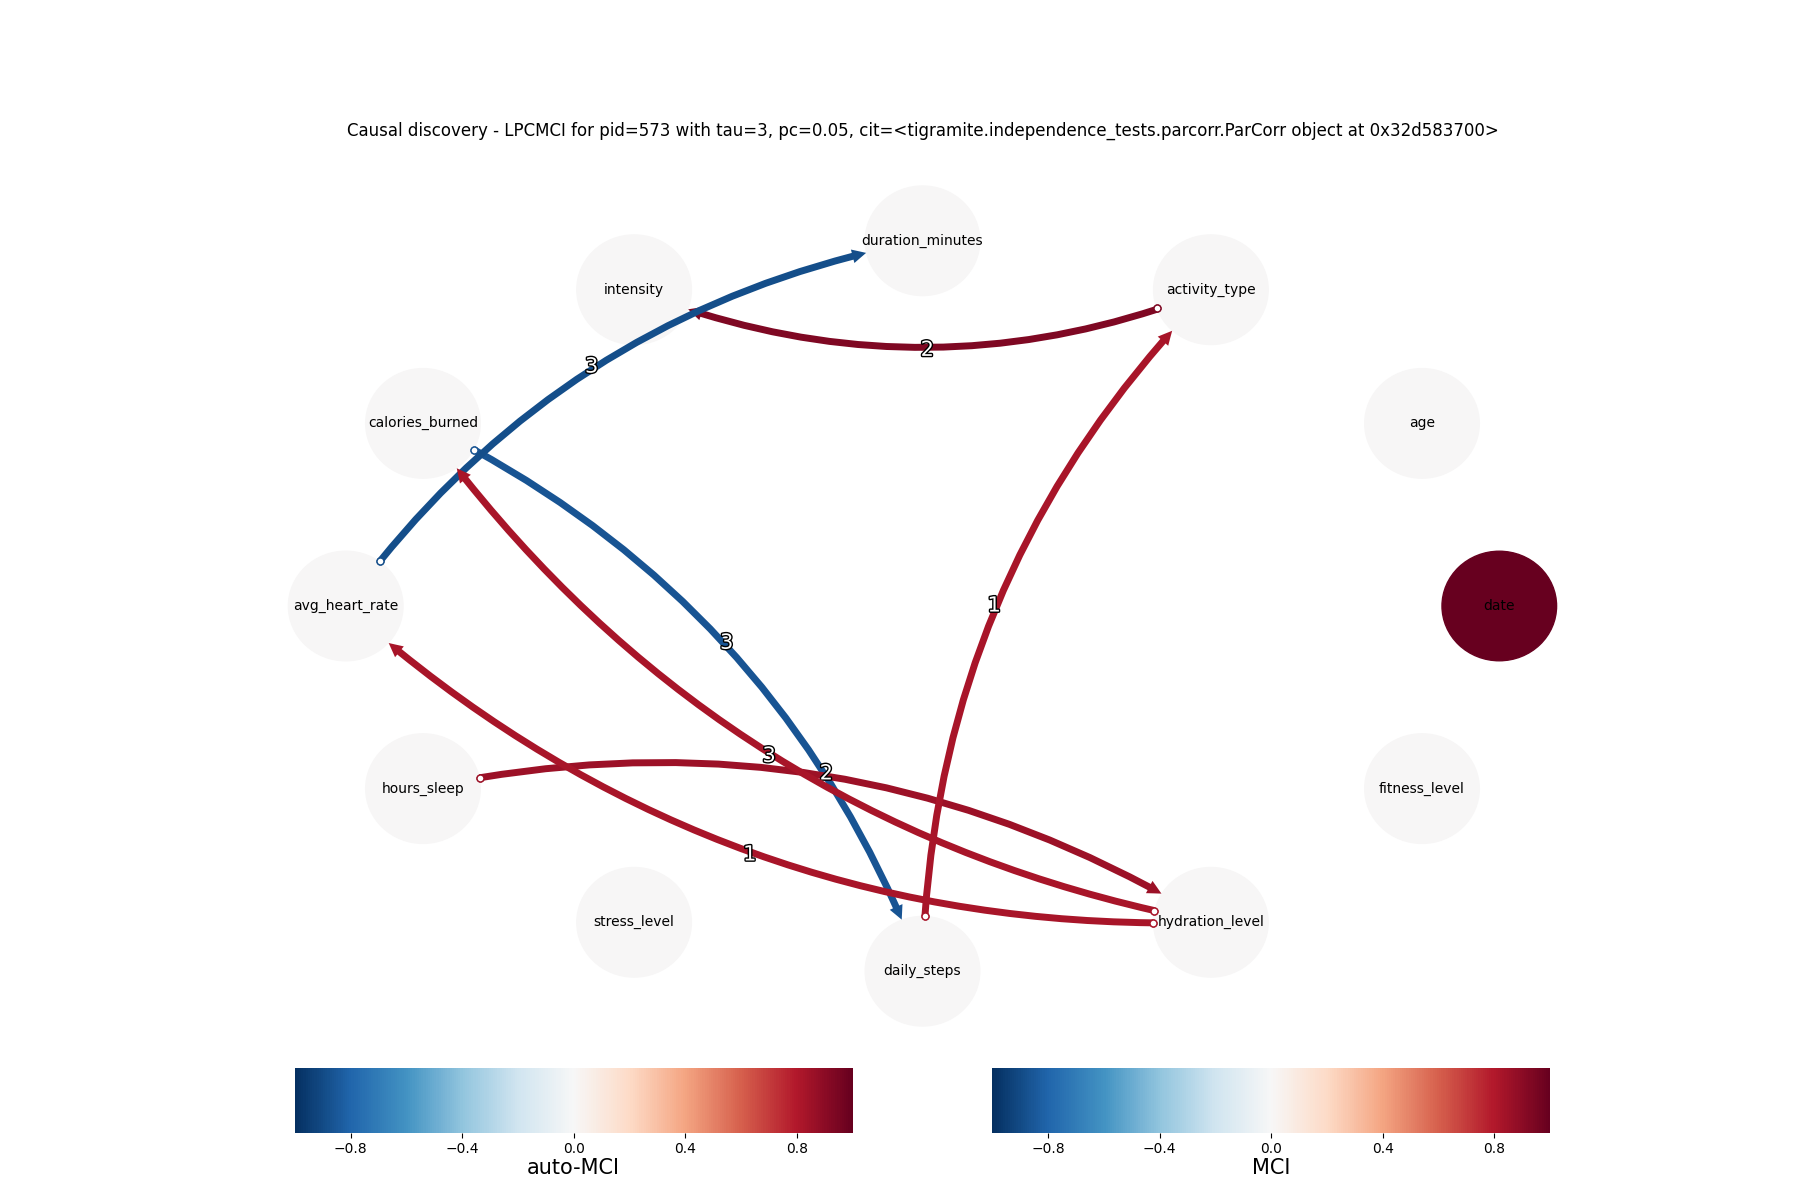 Causal discovery - LPCMCI for pid=573 with tau=3, pc=0.05, cit=<tigramite.independence_tests.parcorr.ParCorr object at 0x32d583700>
duration_minutes
intensity
activity_type
2
3
calories_burned
age
avg_heart_rate
1
date
3
3
2
hours_sleep
fitness_level
1
stress_level
hydration_level
daily_steps
−0.8 −0.4 0.0 0.4 0.8
auto-MCI
−0.8 −0.4 0.0 0.4 0.8
MCI